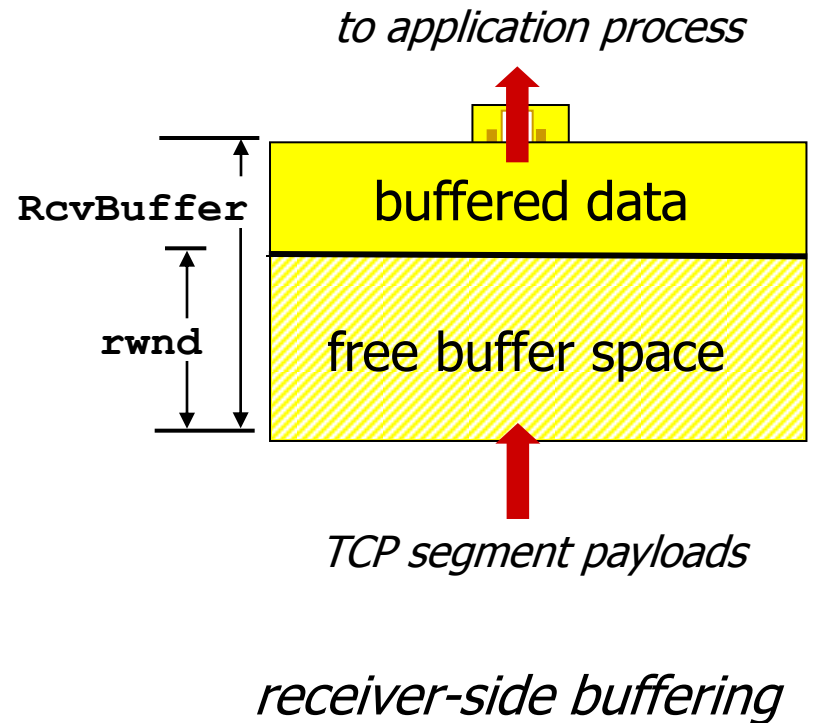 to application process
RcvBuffer
buffered data
rwnd
free buffer space
TCP segment payloads
receiver-side buffering